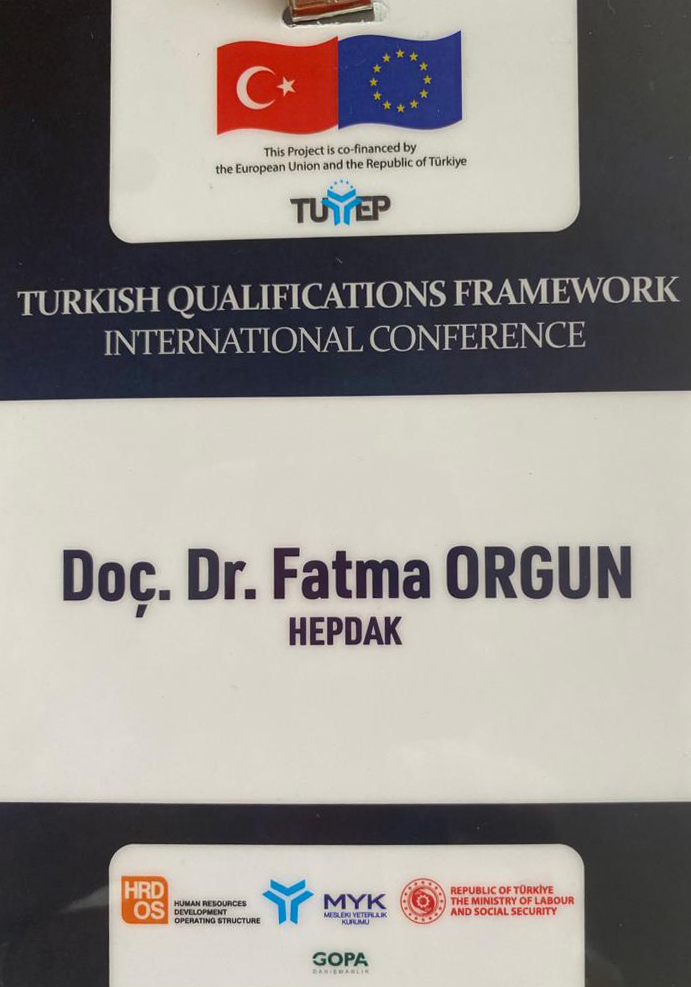 This Project is co-financed by
the European Union and the Republic of Türkiye
TUYEP
TURKISH QUALIFICATIONS FRAMEWORK
INTERNATIONAL CONFERENCE
Doç. Dr. Fatma ORGUN
HEPDAK
HRD
OS
HUMAN RESOURCES
DEVELOPMENT
OPERATING STRUCTURE
MYK
MESLEKİ YETERLİLİK
KURUMU
REPUBLIC OF TÜRKİYE
THE MINISTRY OF LABOUR
AND SOCIAL SECURITY
GOPA
DANIŞMANLIK